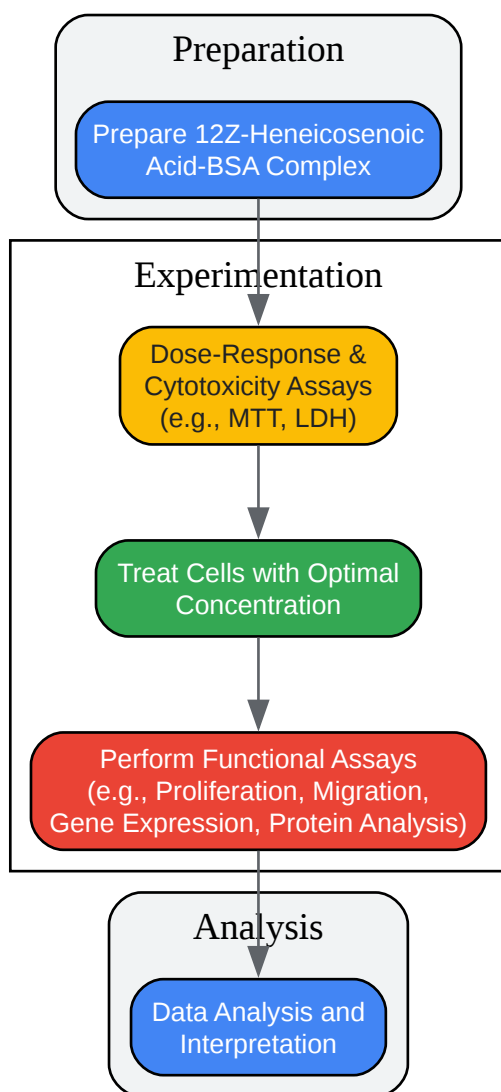 Preparation
Prepare 12Z-Heneicosenoic
Acid-BSA Complex
Experimentation
Dose-Response &
Cytotoxicity Assays
(e.g., MTT, LDH)
Treat Cells with Optimal
Concentration
Perform Functional Assays
(e.g., Proliferation, Migration,
Gene Expression, Protein Analysis)
Analysis
Data Analysis and
Interpretation